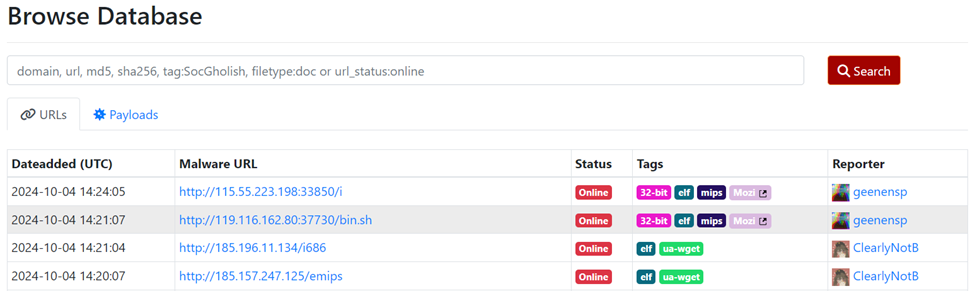 Browse Database
domain, url, md5, sha256, tag:SocGholish, filetype:doc or url_status:online
Search
URLs Payloads
Dateadded (UTC) Malware URL Status Tags Reporter
2024-10-04 14:24:05 http://115.55.223.198:33850/i Online 32-bit elf mips Mozi geenensp
2024-10-04 14:21:07 http://119.116.162.80:37730/bin.sh Online 32-bit elf mips Mozi geenensp
2024-10-04 14:21:04 http://185.196.11.134/i686 Online elf ua-wget ClearlyNotB
2024-10-04 14:20:07 http://185.157.247.125/emips Online elf ua-wget ClearlyNotB